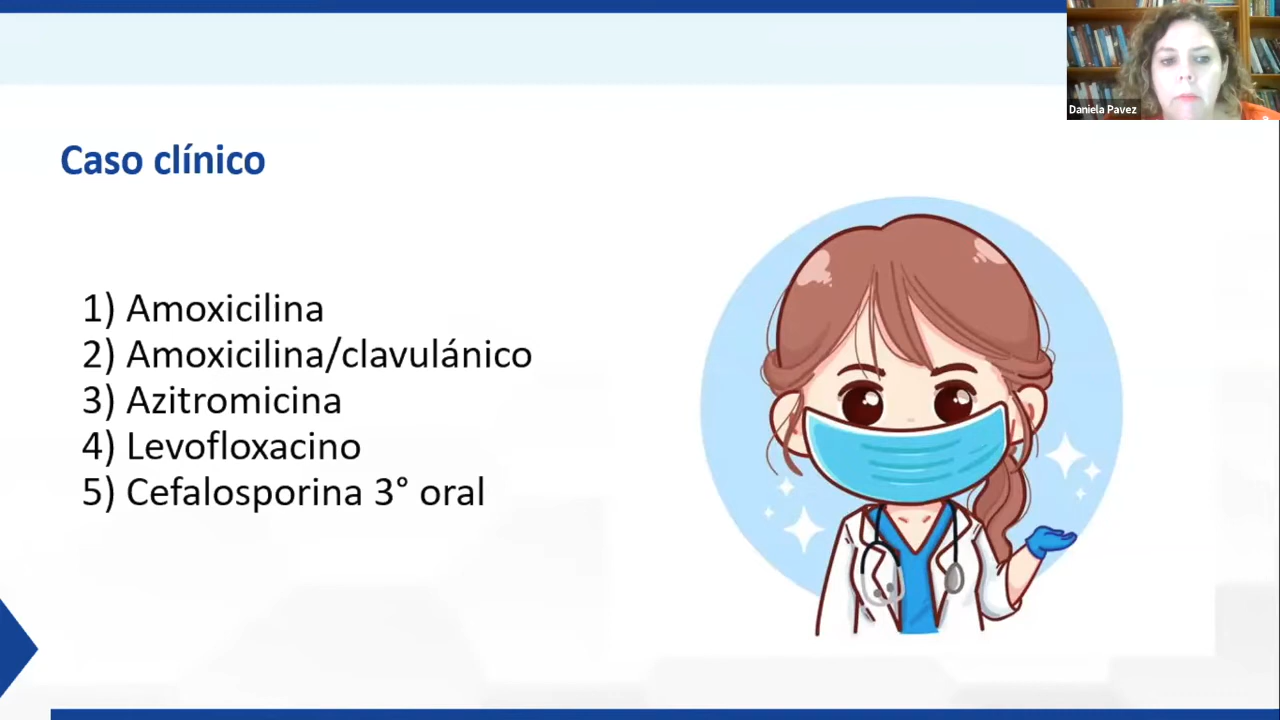 Daniela Pavez
Caso clínico
1) Amoxicilina
2) Amoxicilina/clavulánico
3) Azitromicina
4) Levofloxacino
5) Cefalosporina 3° oral